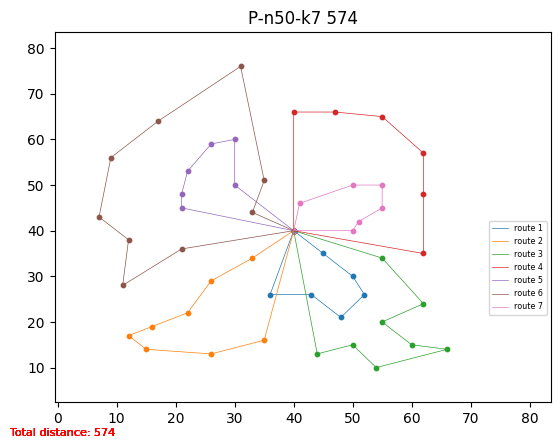 P-n50-k7 574
80
70
60
50
40
30
20
10
0 10 20 30 40 50 60 70 80
route 1
route 2
route 3
route 4
route 5
route 6
route 7
Total distance: 574